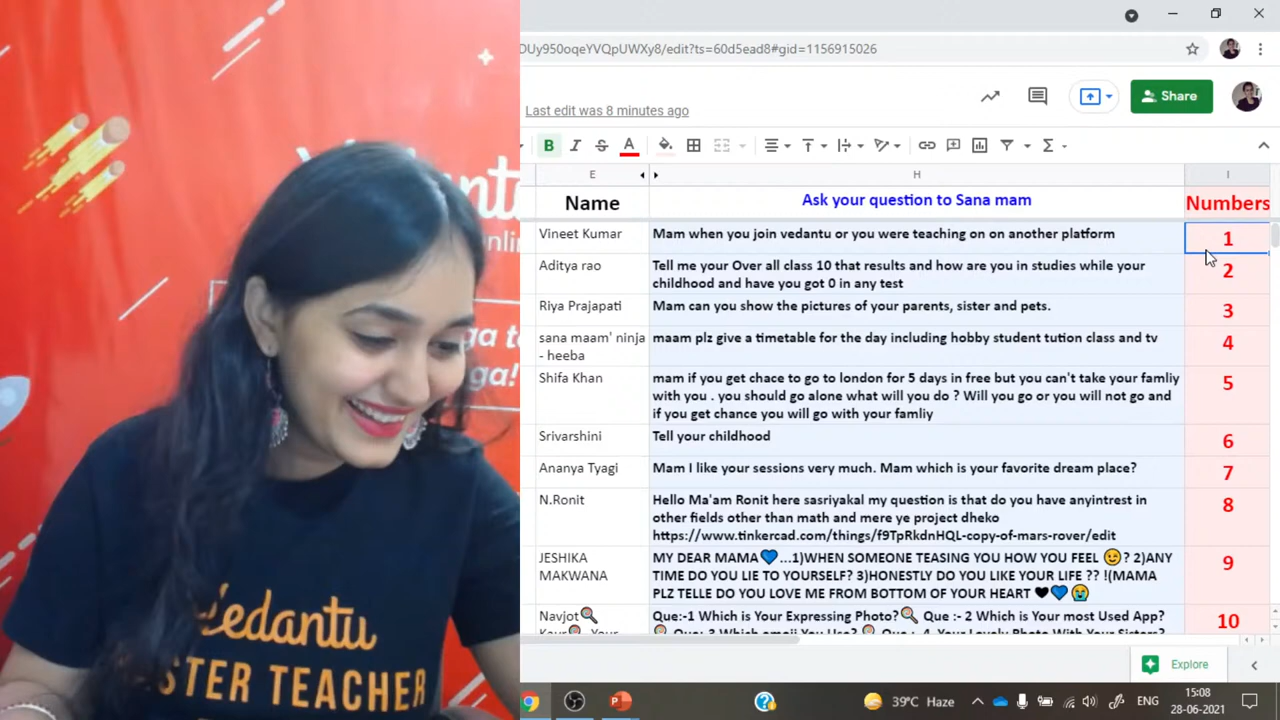 DUy950oqeYVQpUWXy8/edit?ts=60d5ead8#gid=1156915026
Last edit was 8 minutes ago
Share
B I S A
E H I
Name Ask your question to Sana mam Numbers
Vineet Kumar Mam when you join vedantu or you were teaching on on another platform 1
Aditya rao Tell me your Over all class 10 that results and how are you in studies while your 2
childhood and have you got 0 in any test
Riya Prajapati Mam can you show the pictures of your parents, sister and pets. 3
sana maam' ninja maam plz give a timetable for the day including hobby student tution class and tv 4
- heeba
Shifa Khan mam if you get chace to go to london for 5 days in free but you can't take your famliy 5
with you . you should go alone what will you do ? Will you go or you will not go and
if you get chance you will go with your famliy
Srivarshini Tell your childhood 6
Ananya Tyagi Mam I like your sessions very much. Mam which is your favorite dream place? 7
N.Ronit Hello Ma'am Ronit here sasriyakal my question is that do you have anyintrest in 8
other fields other than math and mere ye project dheko
https://www.tinkercad.com/things/f9TpRkdnHQL-copy-of-mars-rover/edit
JESHIKA MY DEAR MAMA💙...1)WHEN SOMEONE TEASING YOU HOW YOU FEEL 😉? 2)ANY 9
MAKWANA TIME DO YOU LIE TO YOURSELF? 3)HONESTLY DO YOU LIKE YOUR LIFE ?? !(MAMA
PLZ TELLE DO YOU LOVE ME FROM BOTTOM OF YOUR HEART 🖤💙😭
Navjot🔍 Que:-1 Which is Your Expressing Photo?🔍 Que :- 2 Which is Your most Used App? 10
Explore
39°C Haze ENG 15:08
28-06-2021
Vedantu
MASTER TEACHER